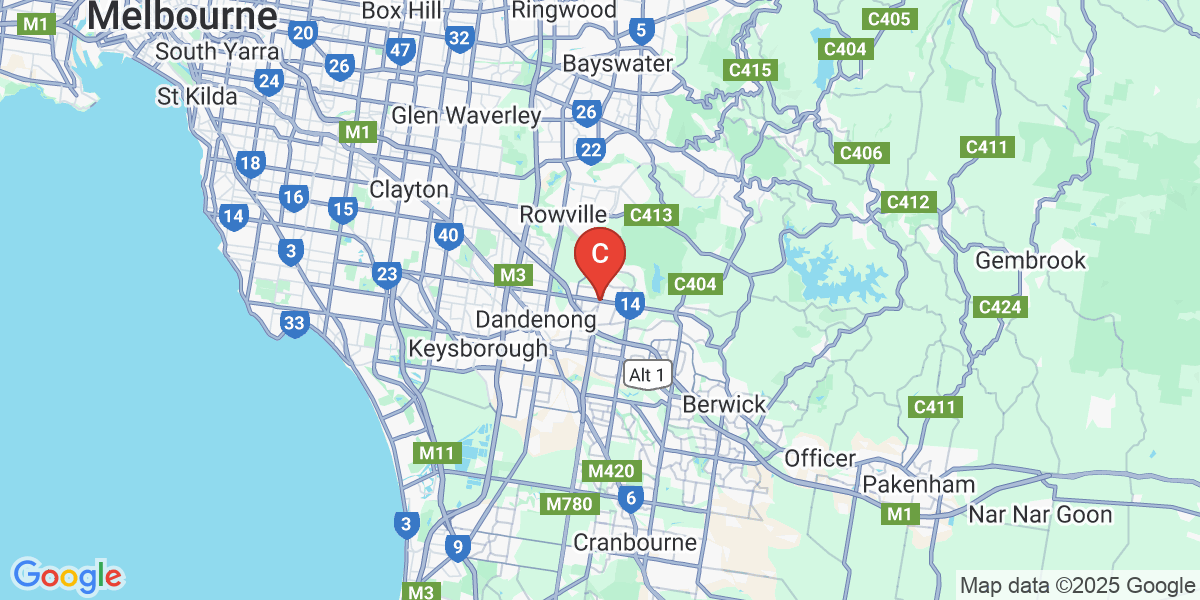 Melbourne
Box Hill
Ringwood
C405
M1
20
32
5
South Yarra
47
C404
26
Bayswater
C415
24
St Kilda
Glen Waverley
26
M1
22
C406
C411
18
Clayton
16
15
C412
14
Rowville
C413
40
3
C
Gembrook
23
M3
C404
14
C424
33
Dandenong
Keysborough
Alt 1
Berwick
C411
M11
Officer
M420
Pakenham
6
M780
M1
Nar Nar Goon
3
9
Cranbourne
Google
M3
Map data ©2025 Google